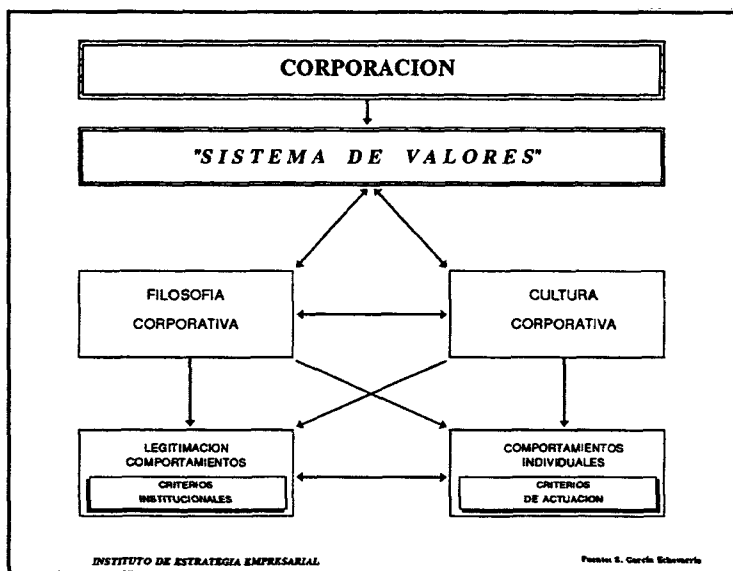 CORPORACION
"SISTEMA DE VALORES"
FILOSOFIA
CORPORATIVA
CULTURA
CORPORATIVA
LEGITIMACION
COMPORTAMIENTOS
CRITERIOS
INSTITUCIONALES
COMPORTAMIENTOS
INDIVIDUALES
CRITERIOS
DE ACTUACION
INSTITUTO DE ESTRATEGIA EMPRESARIAL
Fuente: S. García Echevarría